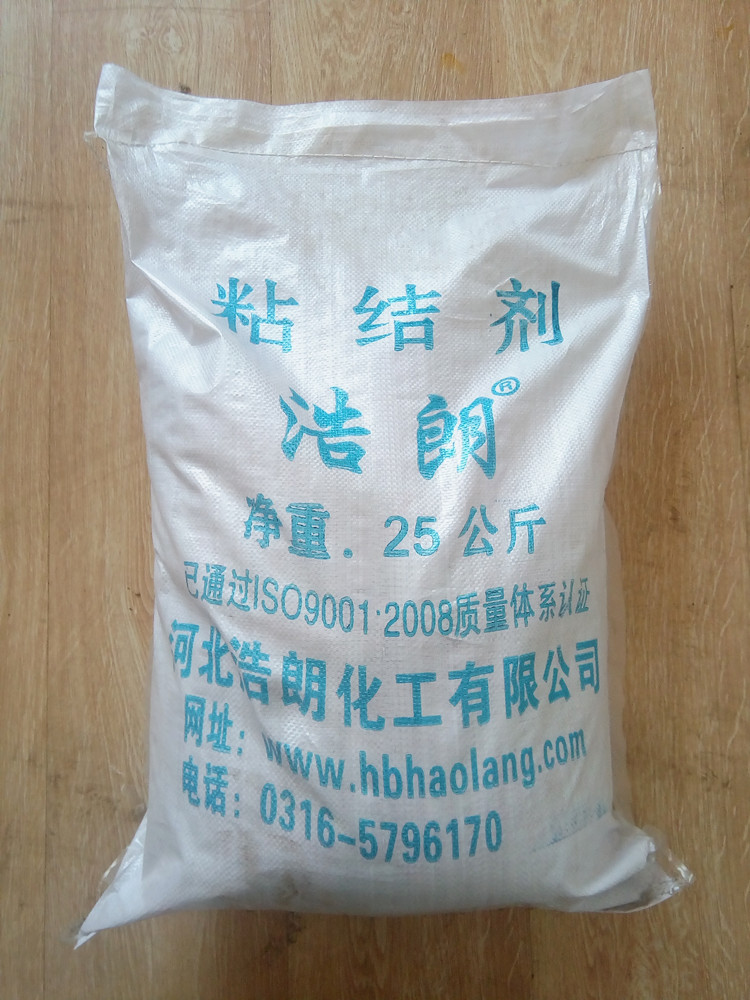 粘结剂
浩朗®
净重．25公斤
已通过ISO9001:2008质量体系认证
河北浩朗化工有限公司
网址：www.hbhaolang.com
电话：0316-5796170